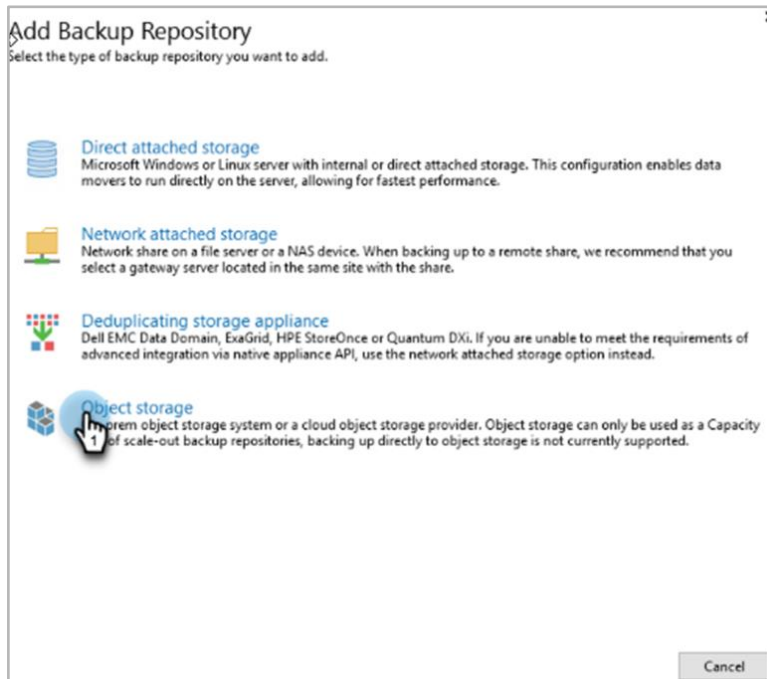 Add Backup Repository
Select the type of backup repository you want to add.
Direct attached storage
Microsoft Windows or Linux server with internal or direct attached storage. This configuration enables data
movers to run directly on the server, allowing for fastest performance.
Network attached storage
Network share on a file server or a NAS device. When backing up to a remote share, we recommend that you
select a gateway server located in the same site with the share.
Deduplicating storage appliance
Dell EMC Data Domain, ExaGrid, HPE StoreOnce or Quantum DXi. If you are unable to meet the requirements of
advanced integration via native appliance API, use the network attached storage option instead.
Object storage
prem object storage system or a cloud object storage provider. Object storage can only be used as a Capacity
1 of scale-out backup repositories, backing up directly to object storage is not currently supported.
Cancel